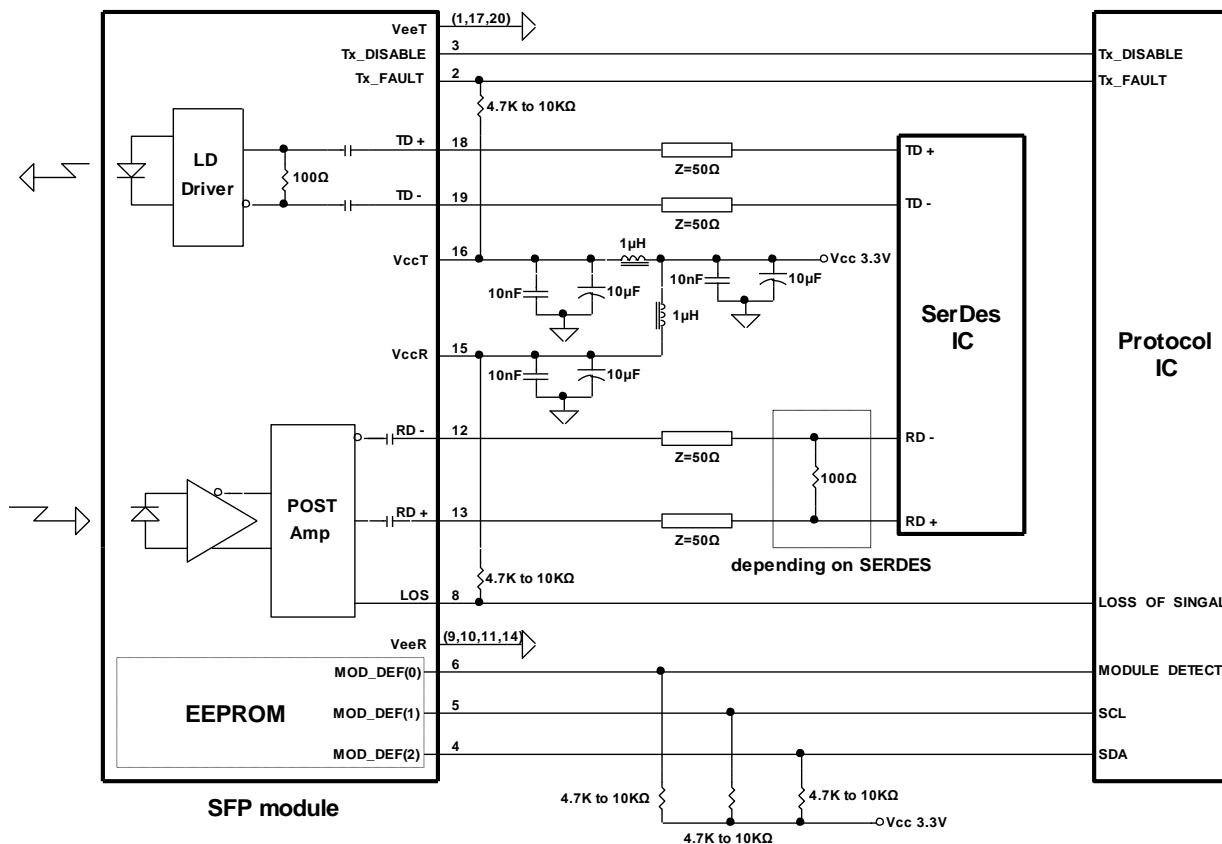 VeeT (1,17,20)
Tx_DISABLE 3 Tx_DISABLE
Tx_FAULT 2 Tx_FAULT
4.7K to 10KΩ
LD
Driver
100Ω
TD + 18 Z=50Ω TD +
TD - 19 Z=50Ω TD -
1µH
VccT 16 Vcc 3.3V
10nF 10µF 10nF 10µF
1µH
VccR 15
10nF 10µF
SerDes
IC
Protocol
IC
RD - 12 Z=50Ω RD -
100Ω
POST
Amp
RD + 13 Z=50Ω RD +
depending on SERDES
4.7K to 10KΩ
LOS 8 LOSS OF SINGAL
VeeR (9,10,11,14)
MOD_DEF(0) 6 MODULE DETECT
EEPROM
MOD_DEF(1) 5 SCL
MOD_DEF(2) 4 SDA
SFP module
4.7K to 10KΩ 4.7K to 10KΩ
Vcc 3.3V
4.7K to 10KΩ